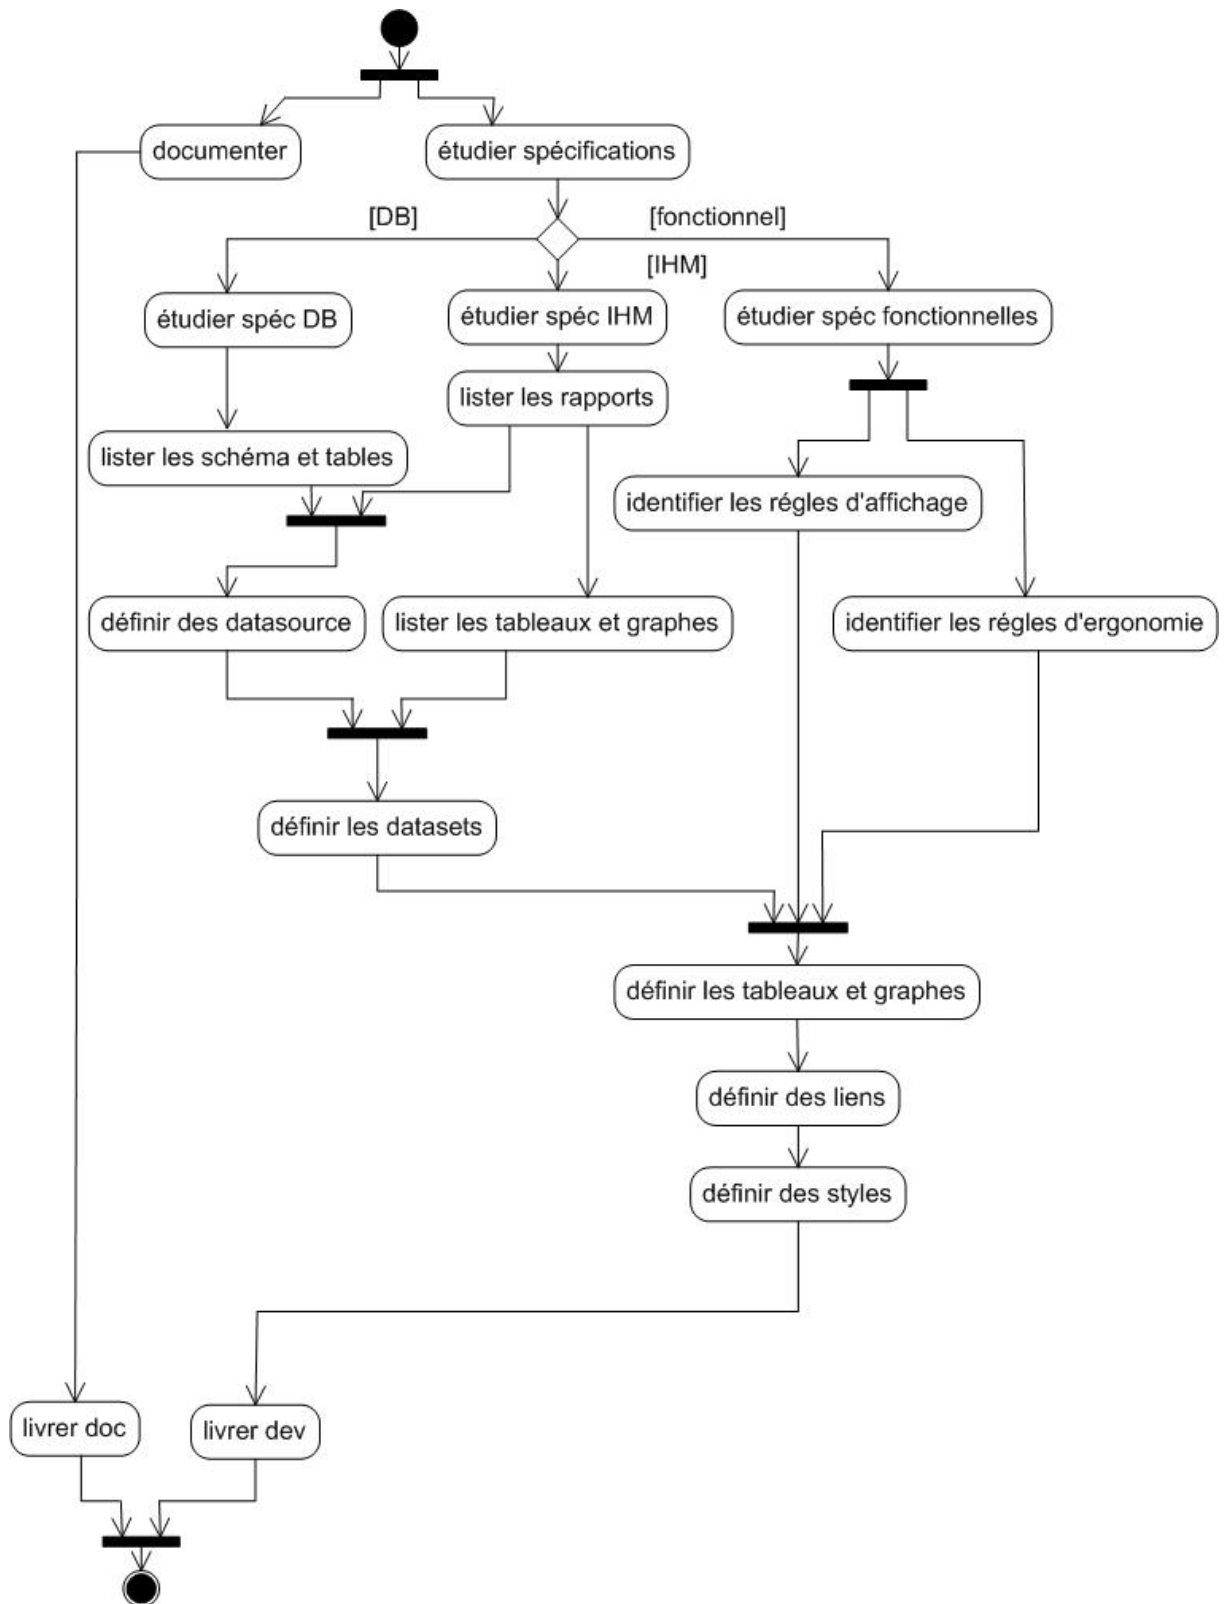 documenter
étudier spécifications
[DB]
[fonctionnel]
[IHM]
étudier spéc DB
étudier spéc IHM
étudier spéc fonctionnelles
lister les rapports
lister les schéma et tables
identifier les régles d'affichage
définir des datasource
lister les tableaux et graphes
identifier les régles d'ergonomie
définir les datasets
définir les tableaux et graphes
définir des liens
définir des styles
livrer doc
livrer dev